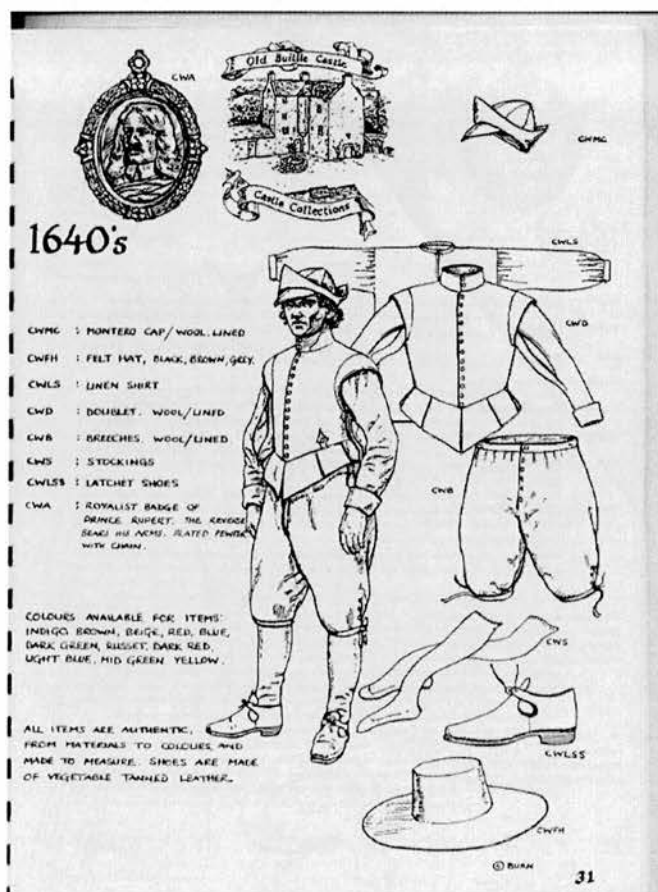 CWA
Old Buittle Castle
Castle Collections
CWMC
1640's
CWLS
CWD
CWMC : MONTERO CAP/WOOL. LINED
CWFH : FELT HAT, BLACK, BROWN, GREY.
CWLS : LINEN SHIRT
CWD : DOUBLET. WOOL/LINED
CWB : BREECHES. WOOL/LINED
CWS : STOCKINGS
CWLSS : LATCHET SHOES
CWA : ROYALIST BADGE OF
PRINCE RUPERT. THE REVERSE
BEARS HIS ARMS. PLATED PEWTER
WITH CHAIN.
CWB
COLOURS AVAILABLE FOR ITEMS:
INDIGO, BROWN, BEIGE, RED, BLUE,
DARK GREEN, RUSSET, DARK RED,
LIGHT BLUE, MID GREEN YELLOW.
CWS
CWLSS
ALL ITEMS ARE AUTHENTIC,
FROM MATERIALS TO COLOURS, AND
MADE TO MEASURE. SHOES ARE MADE
OF VEGETABLE TANNED LEATHER.
CWFH
© BURN
31